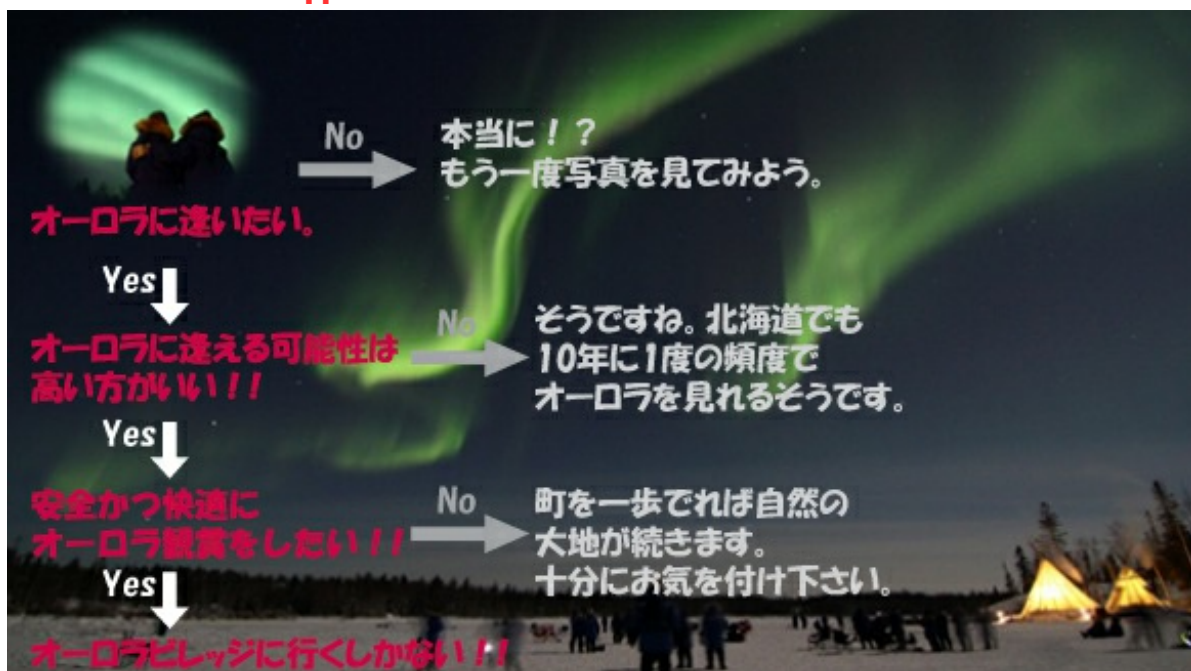 No
本当に！？
もう一度写真を見てみよう。
オーロラに逢いたい。
Yes
オーロラに逢える可能性は
高い方がいい！！
No
そうですね。北海道でも
10年に1度の頻度で
オーロラを見れるそうです。
Yes
安全かつ快適に
オーロラ観賞をしたい！！
No
町を一歩でれば自然の
大地が続きます。
十分にお気を付け下さい。
Yes
オーロラビレッジに行くしかない！！